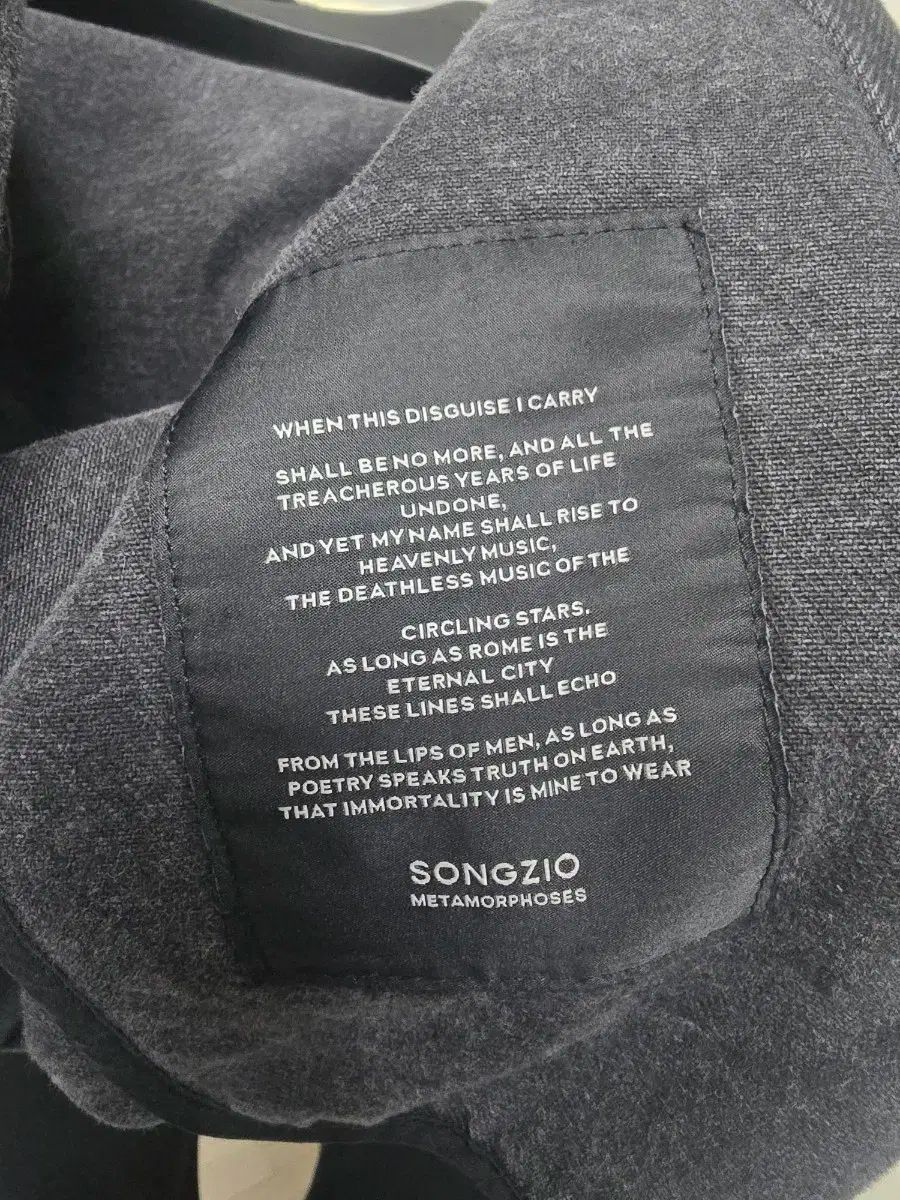 WHEN THIS DISGUISE I CARRY
SHALL BE NO MORE, AND ALL THE
TREACHEROUS YEARS OF LIFE
UNDONE,
AND YET MY NAME SHALL RISE TO
HEAVENLY MUSIC,
THE DEATHLESS MUSIC OF THE
CIRCLING STARS.
AS LONG AS ROME IS THE
ETERNAL CITY
THESE LINES SHALL ECHO
FROM THE LIPS OF MEN, AS LONG AS
POETRY SPEAKS TRUTH ON EARTH,
THAT IMMORTALITY IS MINE TO WEAR
SONGZIO
METAMORPHOSES